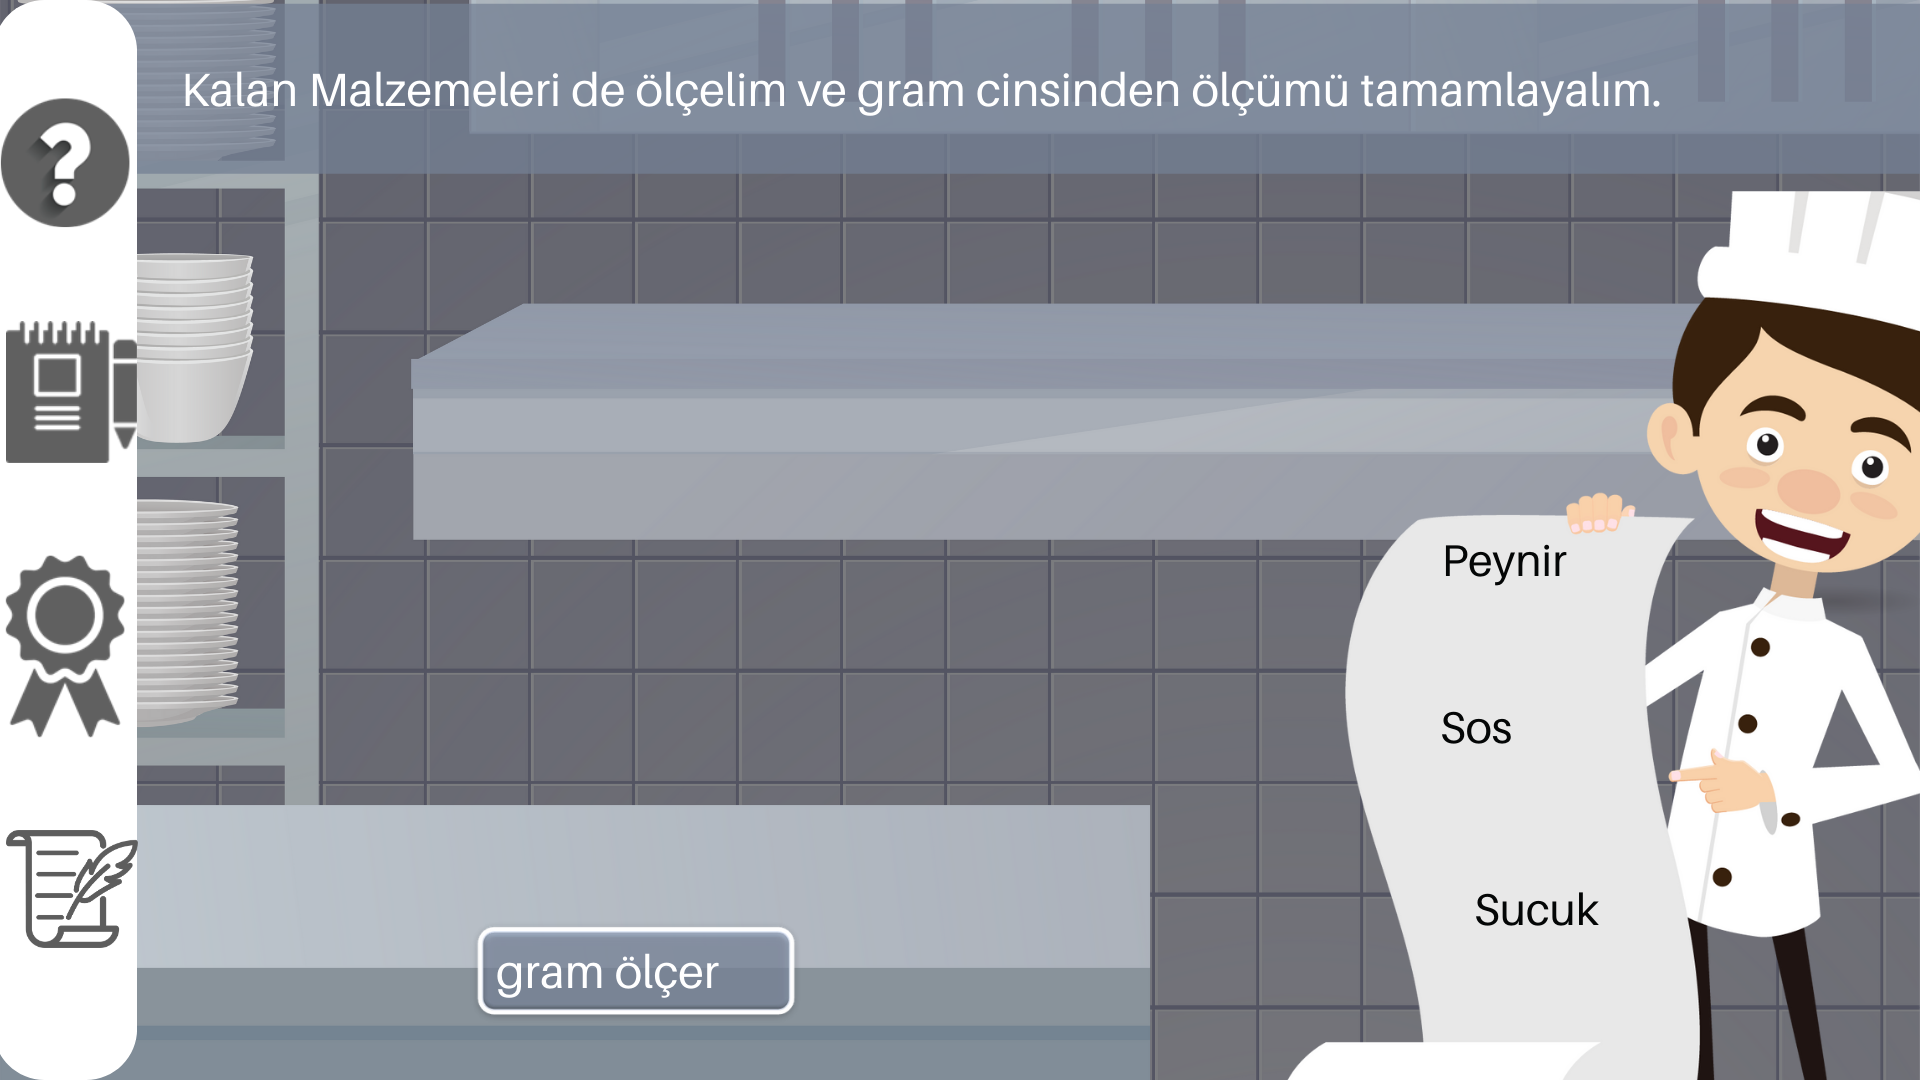 Kalan Malzemeleri de ölçelim ve gram cinsinden ölçümü tamamlayalım.
Peynir
Sos
Sucuk
gram ölçer